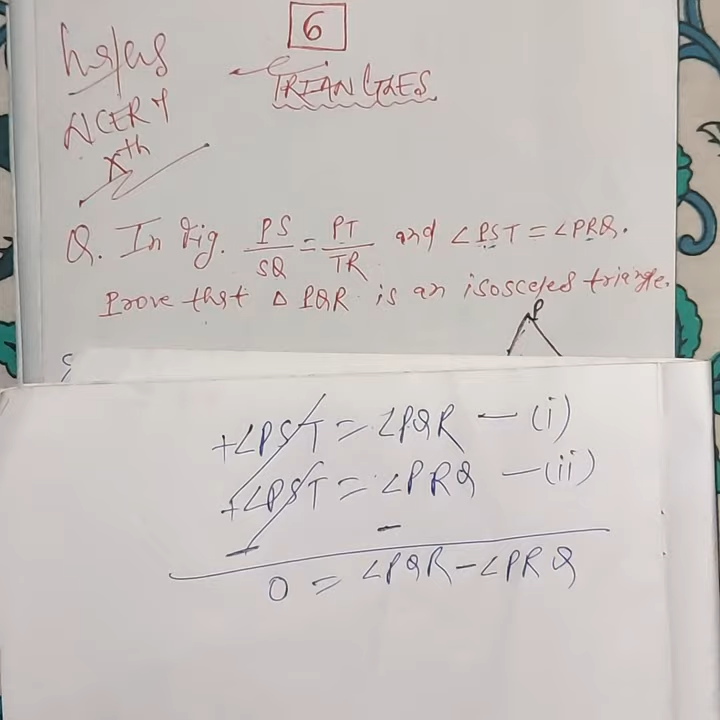 6
TRIANGLES
NCERT
Xth
Q. In Fig. PS/SQ = PT/TR and ∠PST = ∠PRQ.
Prove that △ PQR is an isosceles triangle.
P
+∠PST = ∠PQR — (i)
+∠PST = ∠PRQ — (ii)
− −
0 = ∠PQR − ∠PRQ